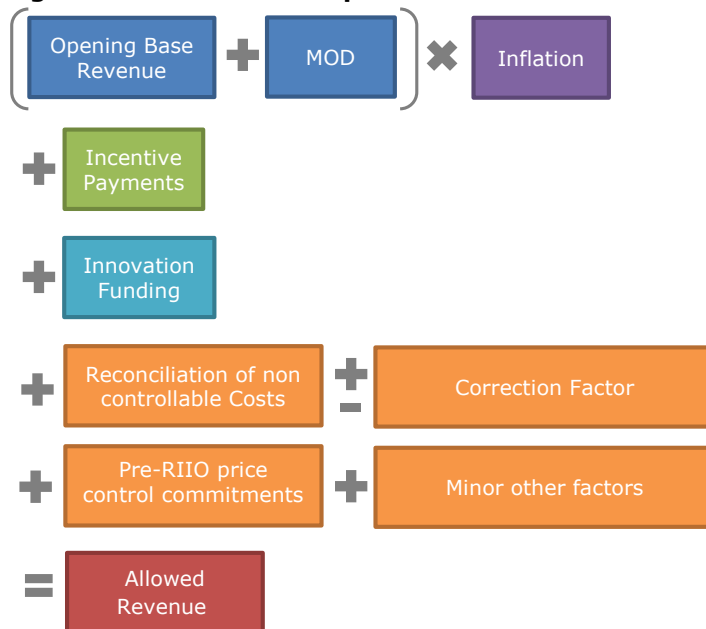 Opening Base
Revenue
+
MOD
×
Inflation
+
Incentive
Payments
+
Innovation
Funding
+
Reconciliation of non
controllable Costs
+
−
Correction Factor
+
Pre-RIIO price
control commitments
+
Minor other factors
=
Allowed
Revenue